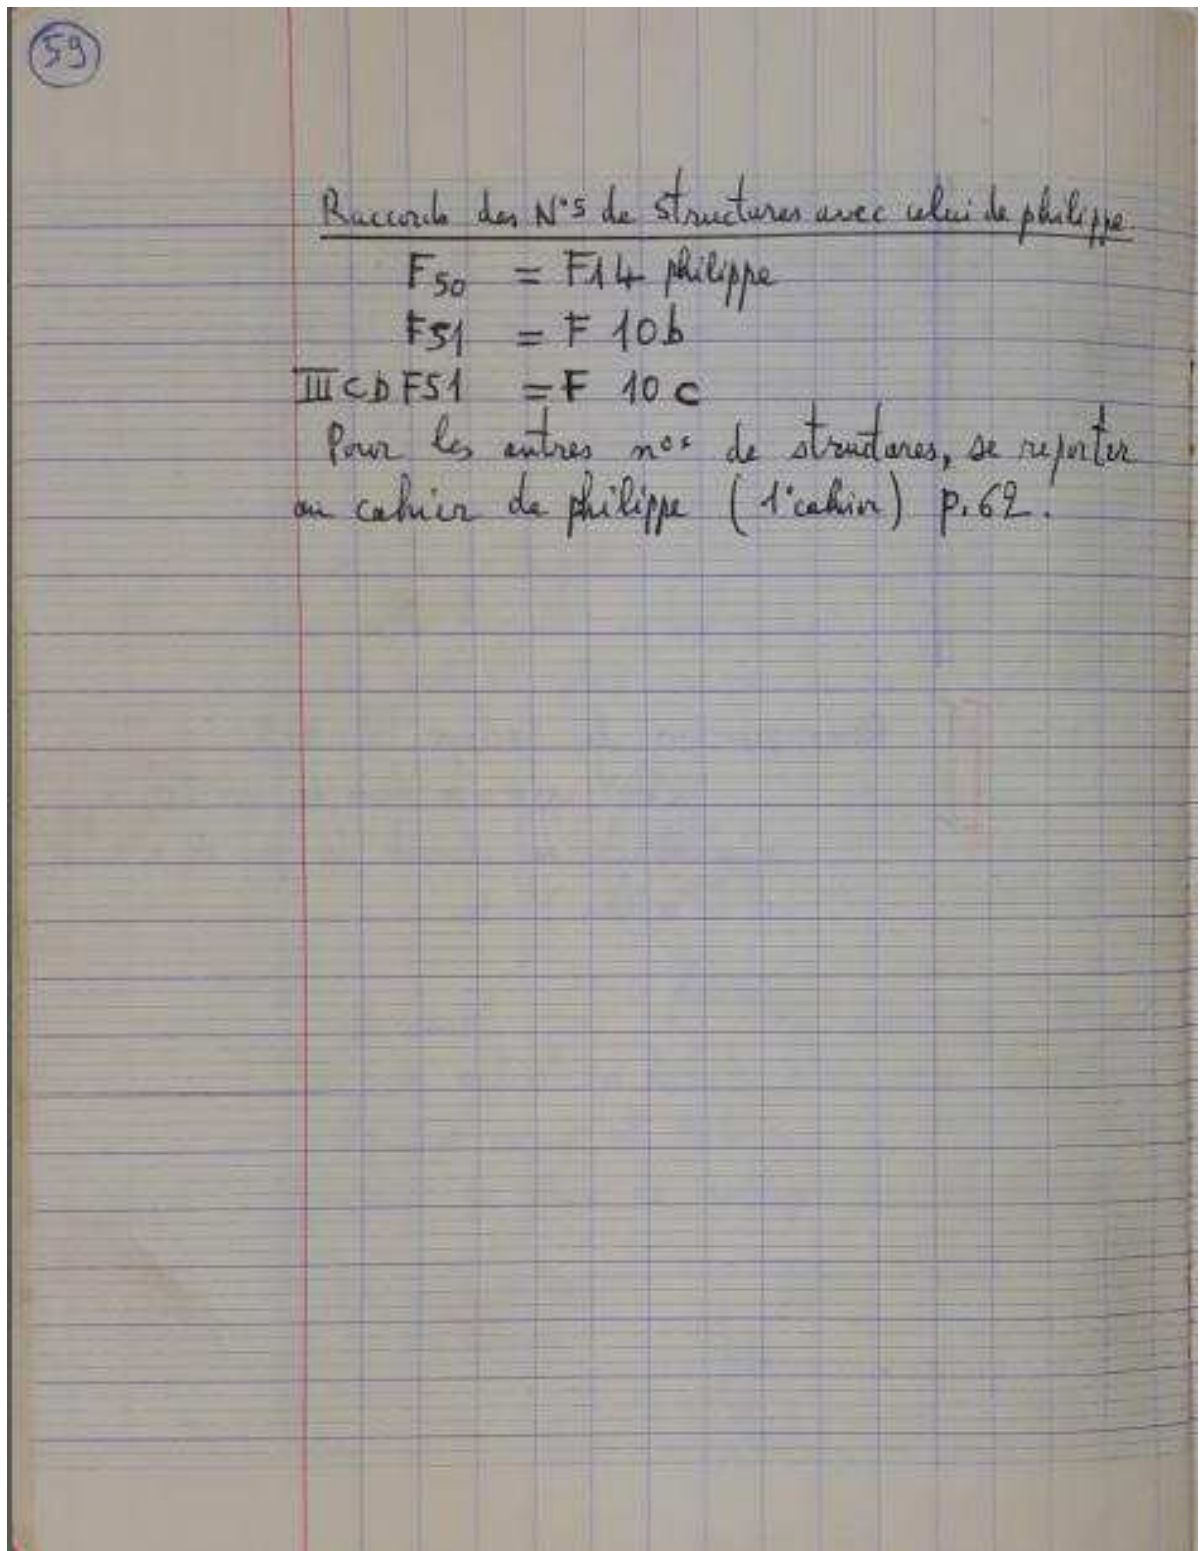 59
Raccords des N°s de structures avec celui de philippe.
F50 = F14 philippe
F51 = F 10b
III CD F51 = F 10 c
Pour les autres nos de structures, se reporter
au cahier de philippe (1°cahier) p.62.